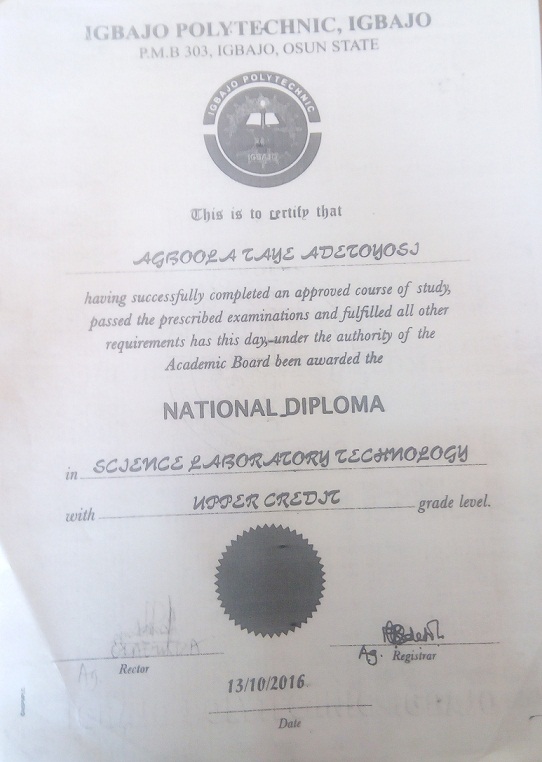 IGBAJO POLYTECHNIC, IGBAJO
P.M.B 303, IGBAJO, OSUN STATE
IGBAJO POLYTECHNIC
This is to certify that
AGBOOLA TAYE ADETOYOSI
having successfully completed an approved course of study,
passed the prescribed examinations and fulfilled all other
requirements has this day, under the authority of the
Academic Board been awarded the
NATIONAL DIPLOMA
in SCIENCE LABORATORY TECHNOLOGY
with UPPER CREDIT grade level.
Ag. Rector
Ag. Registrar
13/10/2016
Date